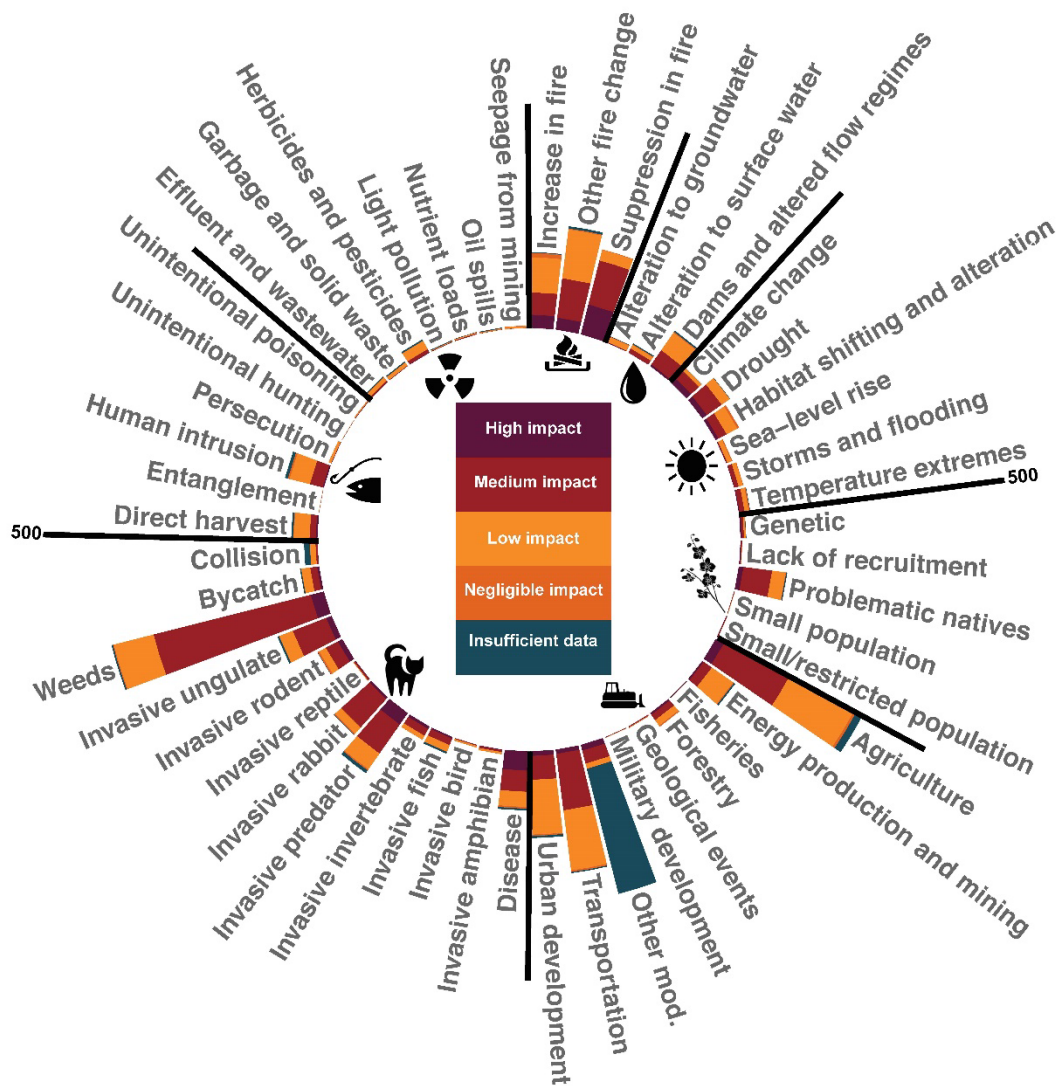 Seepage from mining
Increase in fire
Other fire change
Suppression in fire
Alteration to groundwater
Alteration to surface water
Dams and altered flow regimes
Climate change
Drought
Habitat shifting and alteration
Sea–level rise
Storms and flooding
Temperature extremes
500
Genetic
Lack of recruitment
Problematic natives
Small population
Small/restricted population
Agriculture
Energy production and mining
Fisheries
Forestry
Geological events
Military development
Other mod.
Transportation
Urban development
Disease
Invasive amphibian
Invasive bird
Invasive fish
Invasive invertebrate
Invasive predator
Invasive rabbit
Invasive reptile
Invasive rodent
Invasive ungulate
Weeds
Bycatch
Collision
500
Direct harvest
Entanglement
Human intrusion
Persecution
Unintentional hunting
Unintentional poisoning
Effluent and wastewater
Garbage and solid waste
Herbicides and pesticides
Light pollution
Nutrient loads
Oil spills
High impact
Medium impact
Low impact
Negligible impact
Insufficient data